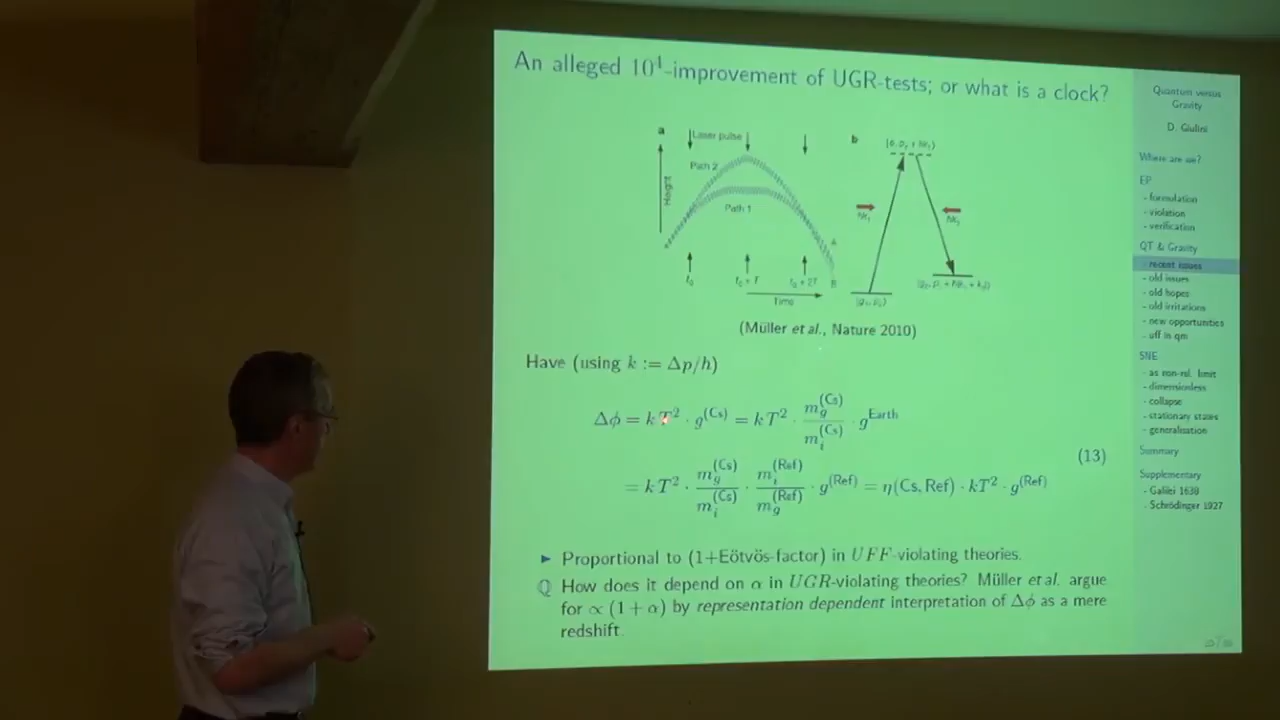 An alleged 10⁴-improvement of UGR-tests; or what is a clock?
a
Laser pulse
Path 2
Path 1
Height
A
B
t₀
t₀ + T
t₀ + 2T
Time
b
(Müller et al., Nature 2010)
Have (using k := Δp/h)
Δϕ = k T² · g^(Cs) = k T² · m_g^(Cs) / m_i^(Cs) · g^Earth
= k T² · m_g^(Cs) / m_i^(Cs) · m_i^(Ref) / m_g^(Ref) · g^(Ref) = η(Cs, Ref) · kT² · g^(Ref)
(13)
► Proportional to (1+Eötvös-factor) in UFF-violating theories.
Q How does it depend on α in UGR-violating theories? Müller et al. argue
for ∝ (1 + α) by representation dependent interpretation of Δϕ as a mere
redshift.
Quantum versus
Gravity
D. Giulini
Where are we?
EP
- formulation
- violation
- verification
QT & Gravity
- recent issues
- old issues
- old hopes
- old irritations
- new opportunities
- uff in qm
SNE
- as non-rel. limit
- dimensionless
- collapse
- stationary states
- generalisation
Summary
Supplementary
- Galilei 1638
- Schrödinger 1927